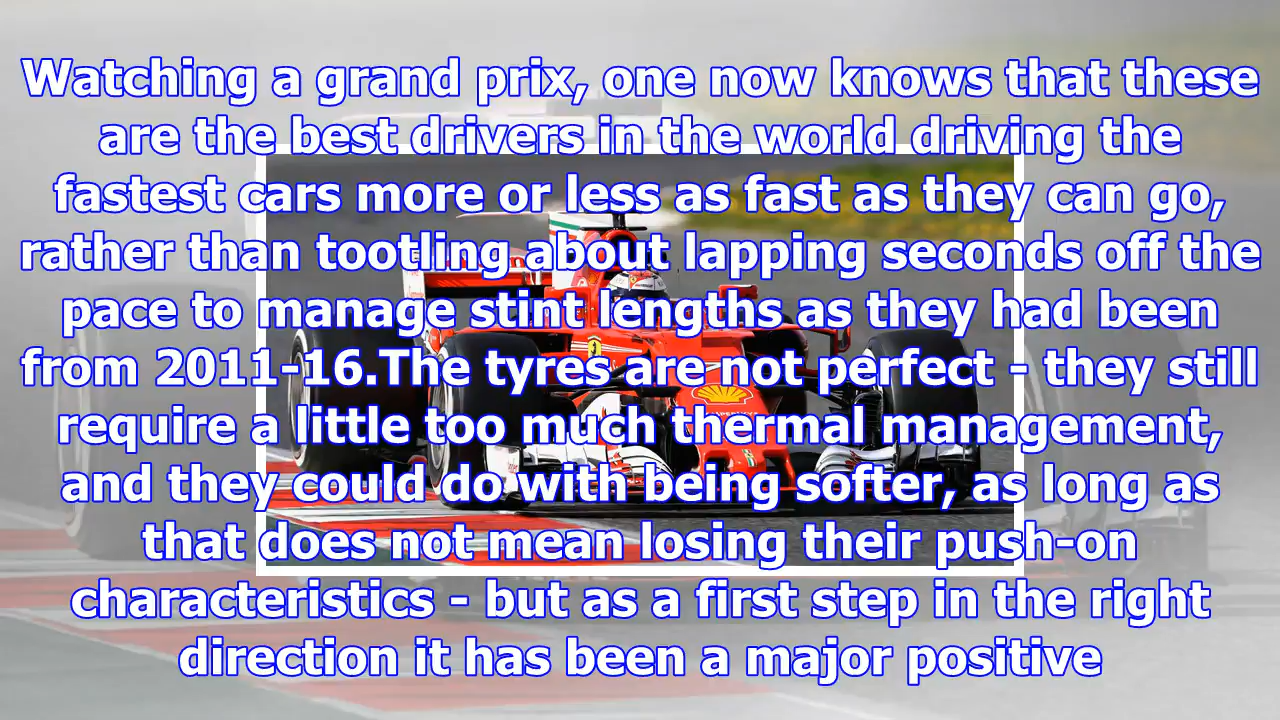 Watching a grand prix, one now knows that these
are the best drivers in the world driving the
fastest cars more or less as fast as they can go,
rather than tootling about lapping seconds off the
pace to manage stint lengths as they had been
from 2011-16.The tyres are not perfect - they still
require a little too much thermal management,
and they could do with being softer, as long as
that does not mean losing their push-on
characteristics - but as a first step in the right
direction it has been a major positive